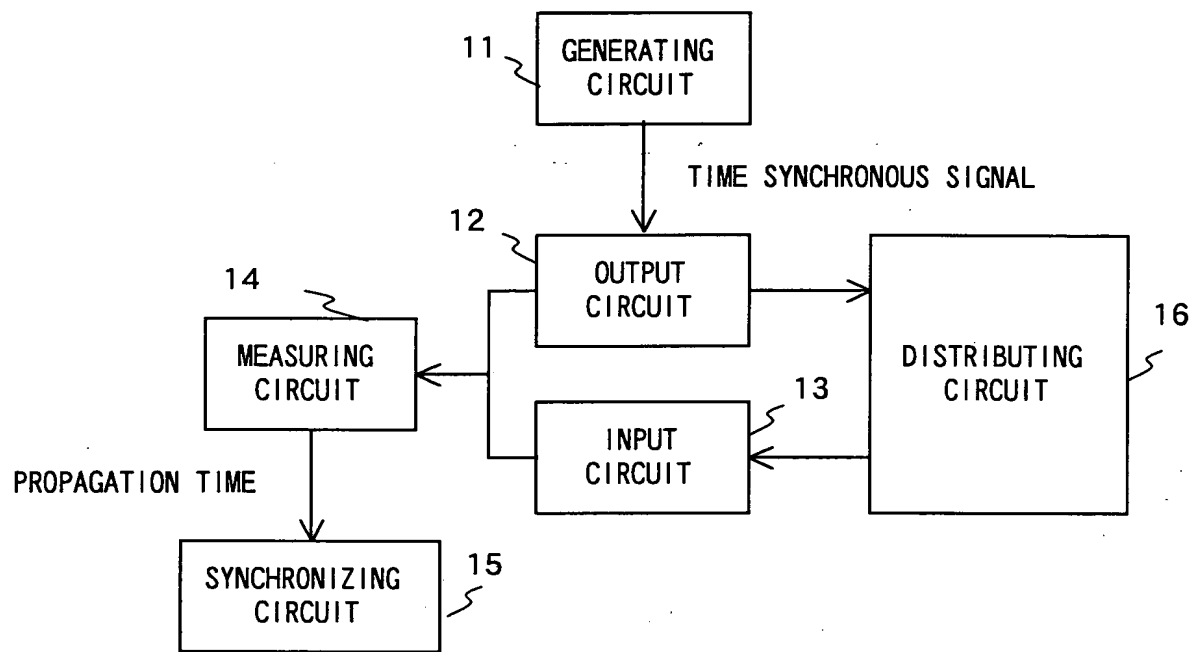 11
GENERATING
CIRCUIT
TIME SYNCHRONOUS SIGNAL
12
OUTPUT
CIRCUIT
14
MEASURING
CIRCUIT
16
DISTRIBUTING
CIRCUIT
13
INPUT
CIRCUIT
PROPAGATION TIME
15
SYNCHRONIZING
CIRCUIT